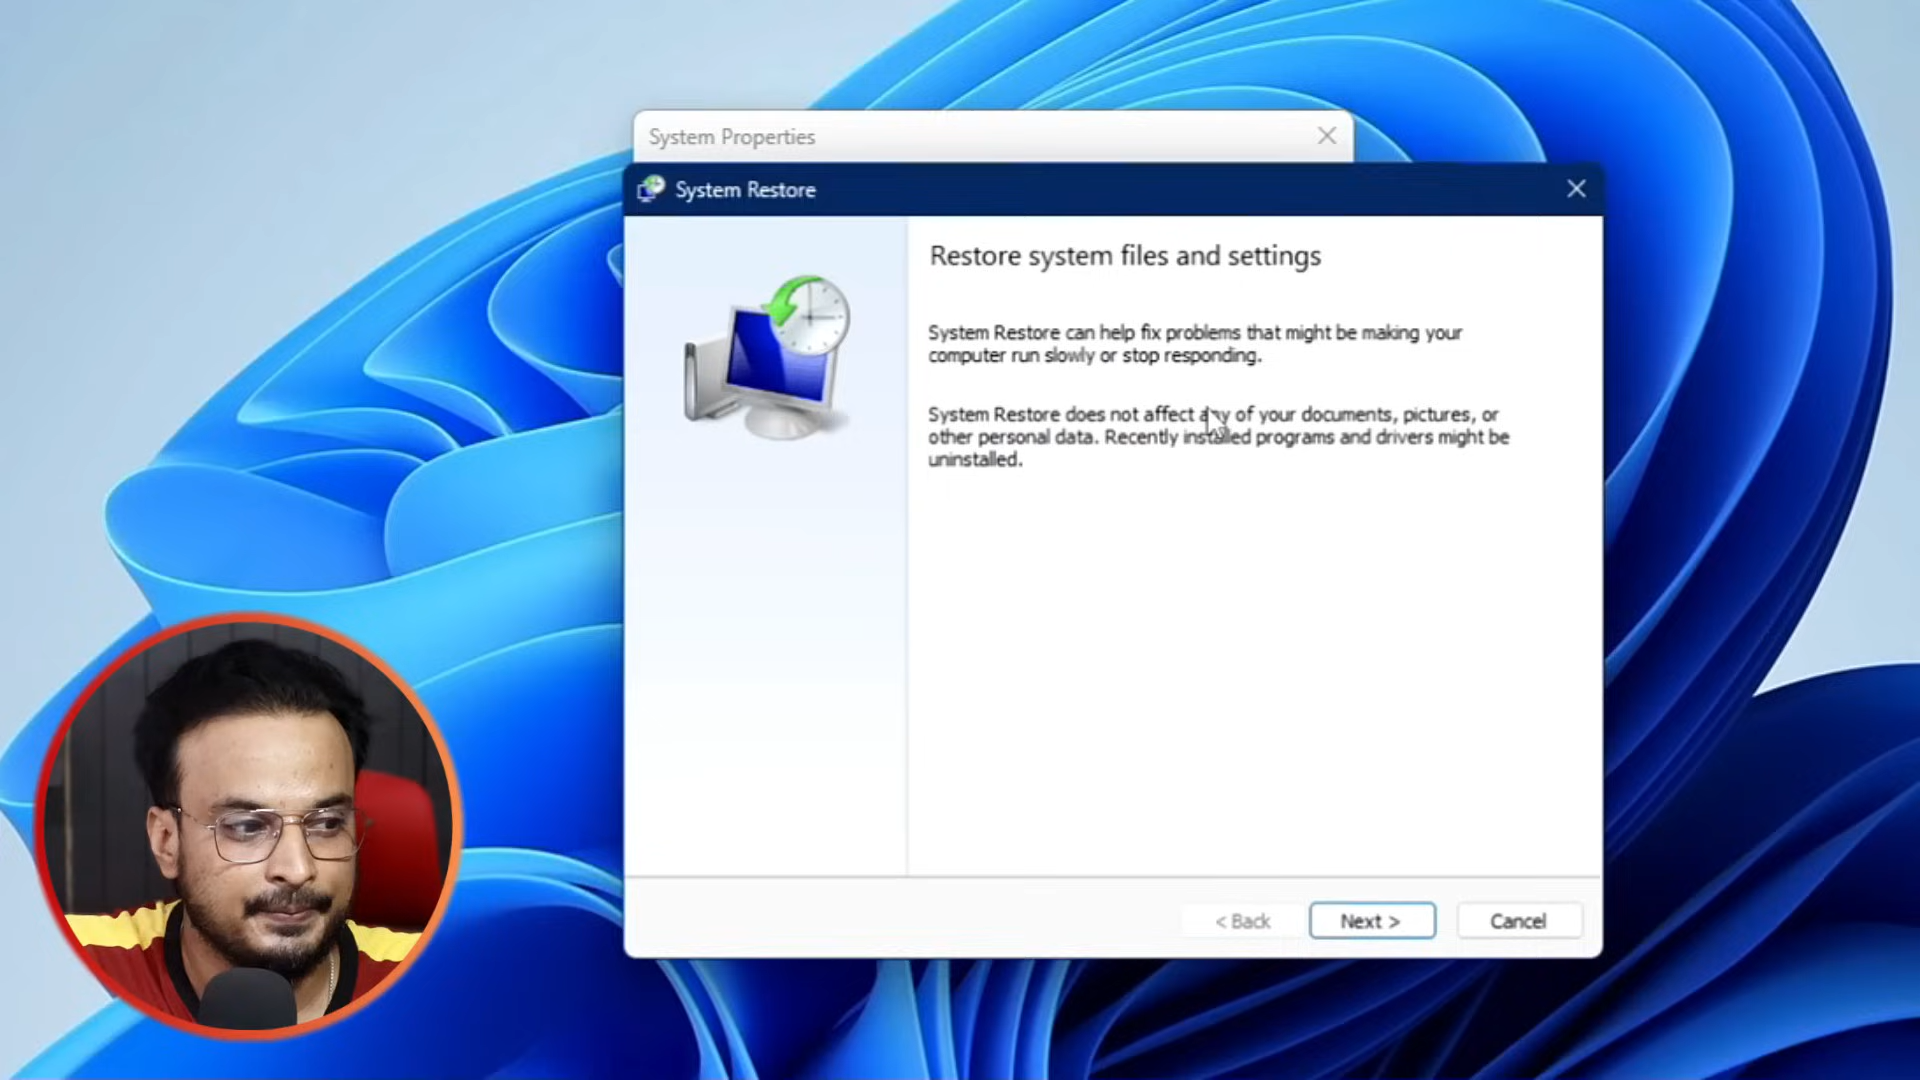 System Properties
System Restore
Restore system files and settings
System Restore can help fix problems that might be making your
computer run slowly or stop responding.
System Restore does not affect any of your documents, pictures, or
other personal data. Recently installed programs and drivers might be
uninstalled.
< Back
Next >
Cancel